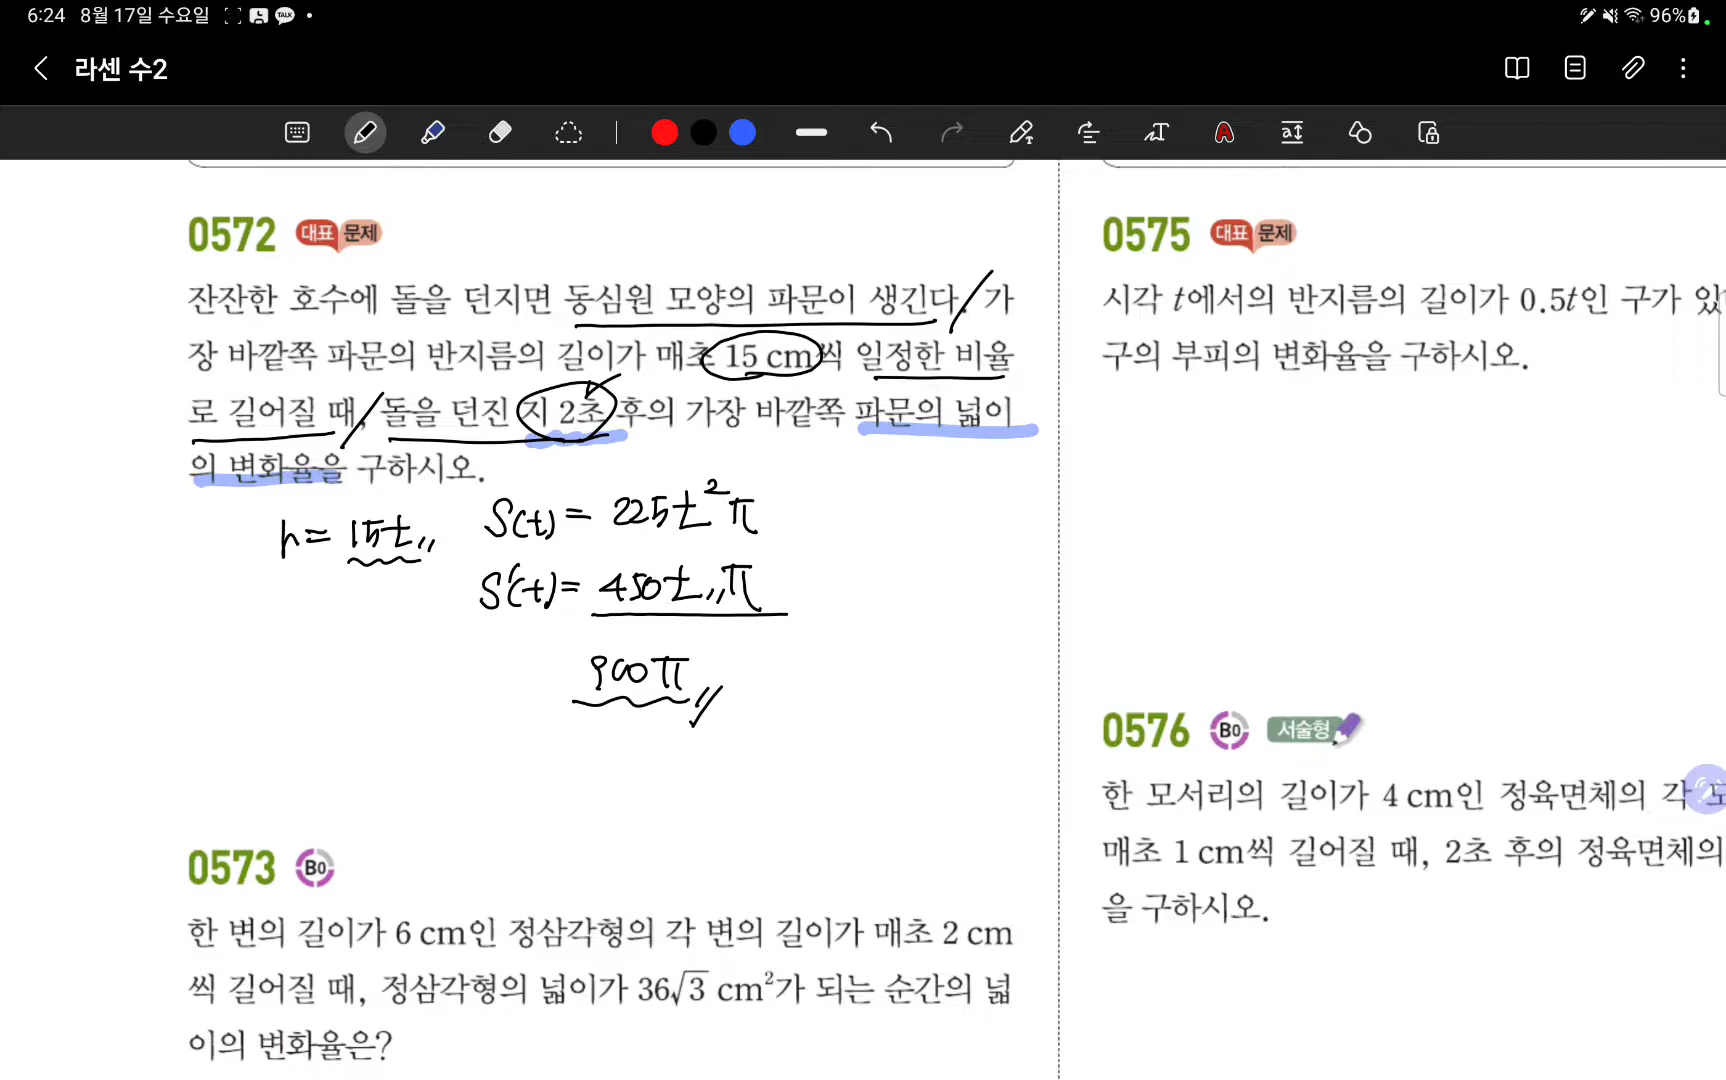 6:24 8월 17일 수요일 TALK 96%
라센 수2
0572 대표 문제
잔잔한 호수에 돌을 던지면 동심원 모양의 파문이 생긴다. 가
장 바깥쪽 파문의 반지름의 길이가 매초 15 cm씩 일정한 비율
로 길어질 때, 돌을 던진 지 2초 후의 가장 바깥쪽 파문의 넓이
의 변화율을 구하시오.
r= 15t
S(t)= 225t²π
S'(t)= 450t π
900π
0573 B0
한 변의 길이가 6 cm인 정삼각형의 각 변의 길이가 매초 2 cm
씩 길어질 때, 정삼각형의 넓이가 36√3 cm²가 되는 순간의 넓
이의 변화율은?
0575 대표 문제
시각 t에서의 반지름의 길이가 0.5t인 구가 있
구의 부피의 변화율을 구하시오.
0576 B0 서술형
한 모서리의 길이가 4 cm인 정육면체의 각
매초 1 cm씩 길어질 때, 2초 후의 정육면체의
을 구하시오.